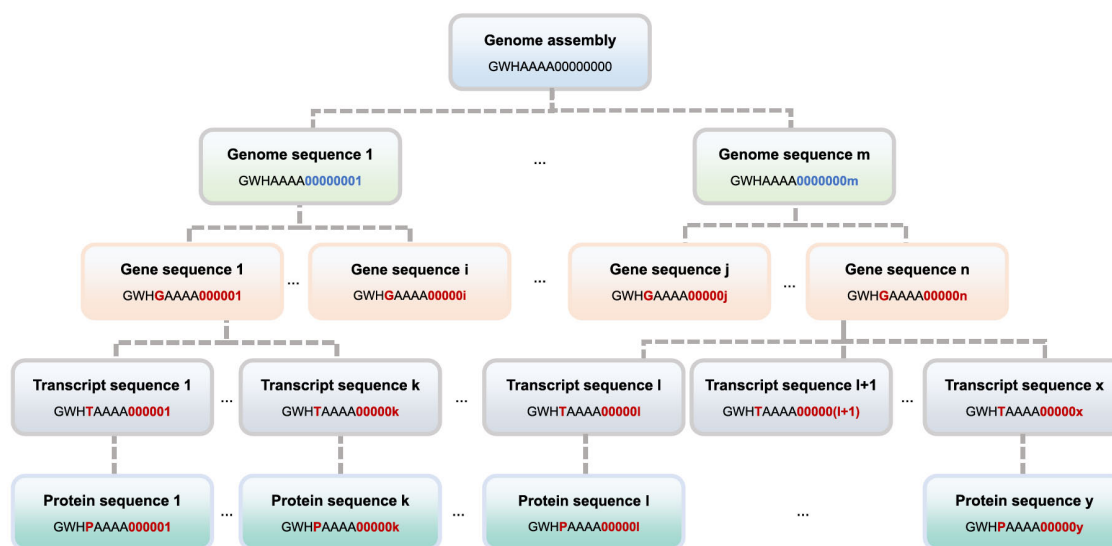 Genome assembly
GWHAAAA00000000
Genome sequence 1
GWHAAAA00000001
...
Genome sequence m
GWHAAAA0000000m
Gene sequence 1
GWHGAAAA000001
...
Gene sequence i
GWHGAAAA00000i
...
Gene sequence j
GWHGAAAA00000j
...
Gene sequence n
GWHGAAAA00000n
Transcript sequence 1
GWHTAAAA000001
...
Transcript sequence k
GWHTAAAA00000k
...
Transcript sequence l
GWHTAAAA00000l
Transcript sequence l+1
GWHTAAAA00000(l+1)
...
Transcript sequence x
GWHTAAAA00000x
Protein sequence 1
GWHPAAAA000001
...
Protein sequence k
GWHPAAAA00000k
...
Protein sequence l
GWHPAAAA00000l
...
Protein sequence y
GWHPAAAA00000y